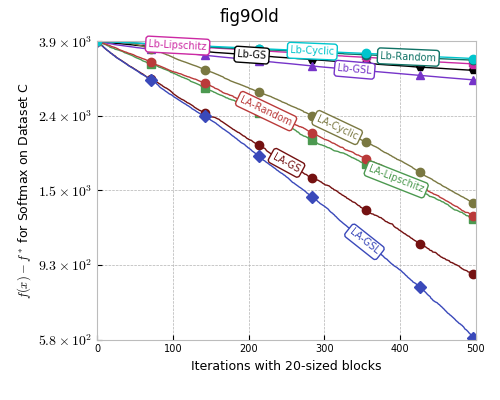 fig9Old
f(x) − f* for Softmax on Dataset C
3.9 × 10³
2.4 × 10³
1.5 × 10³
9.3 × 10²
5.8 × 10²
Lb-Lipschitz
Lb-GS
Lb-Cyclic
Lb-GSL
Lb-Random
LA-Random
LA-Cyclic
LA-GS
LA-Lipschitz
LA-GSL
0 100 200 300 400 500
Iterations with 20-sized blocks